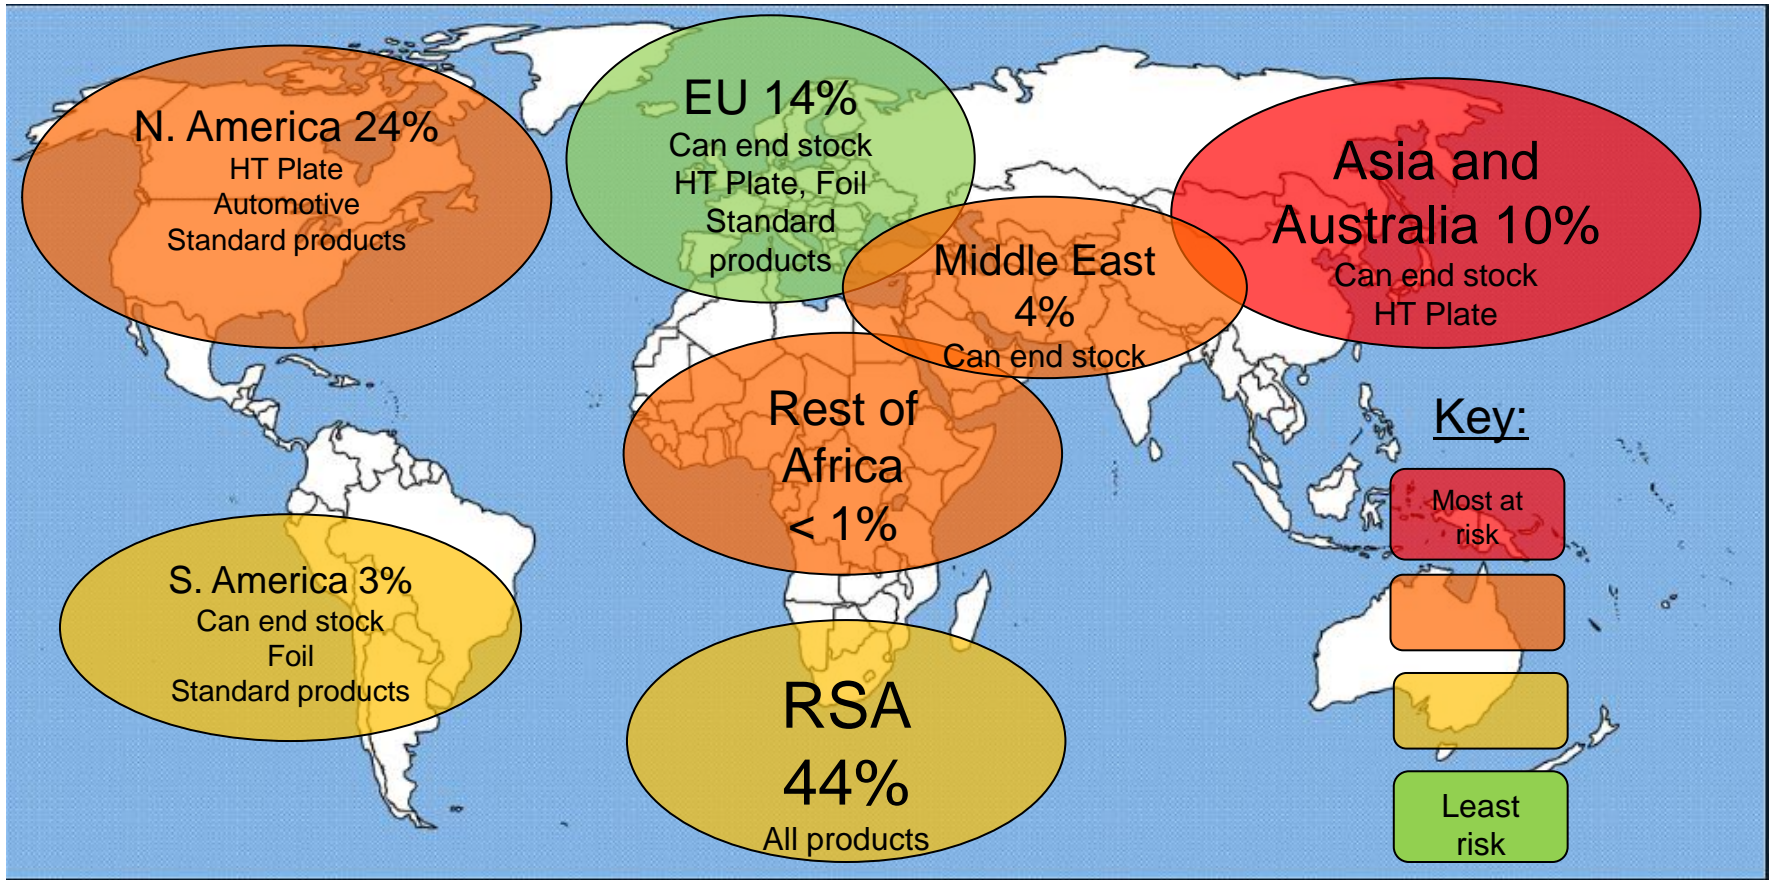 N. America 24%
HT Plate
Automotive
Standard products
EU 14%
Can end stock
HT Plate, Foil
Standard
products
Asia and
Australia 10%
Can end stock
HT Plate
Middle East
4%
Can end stock
Rest of
Africa
< 1%
S. America 3%
Can end stock
Foil
Standard products
RSA
44%
All products
Key:
Most at
risk
Least
risk